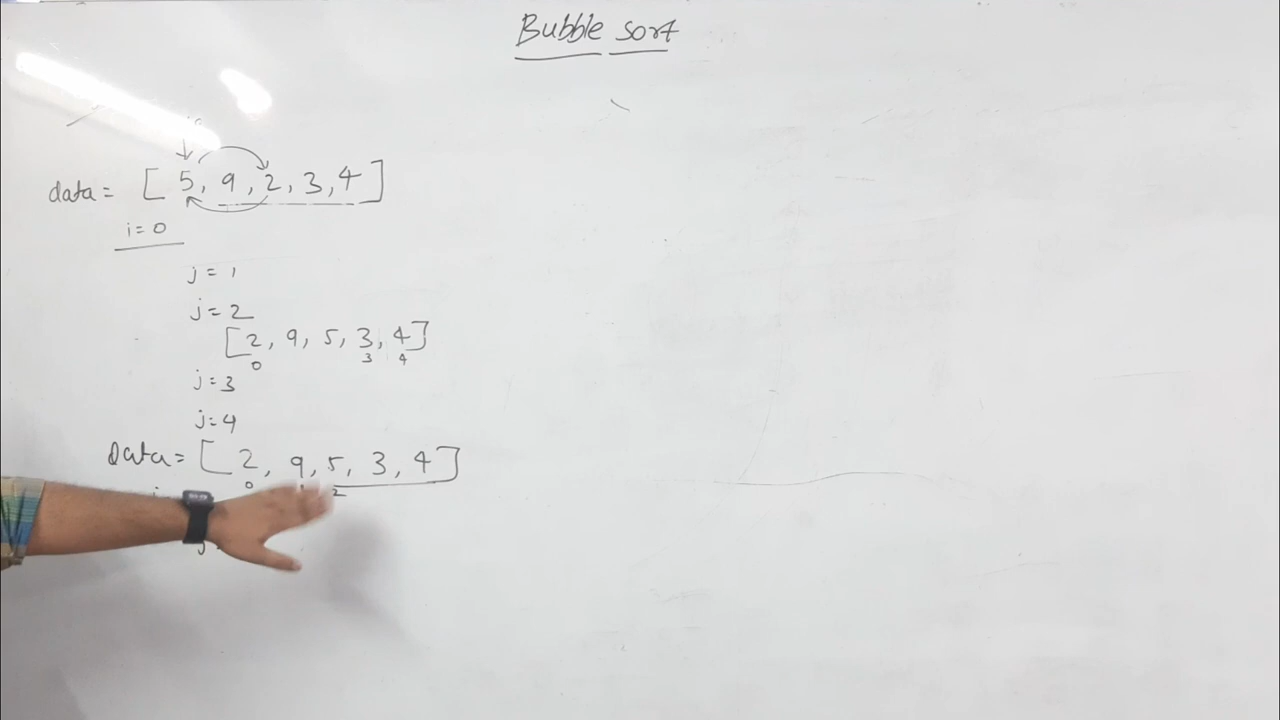 Bubble sort
data = [ 5, 9, 2, 3, 4 ]
i = 0
j = 1
j = 2
[ 2, 9, 5, 3, 4 ]
0 3 4
j = 3
j = 4
data = [ 2, 9, 5, 3, 4 ]
0 2